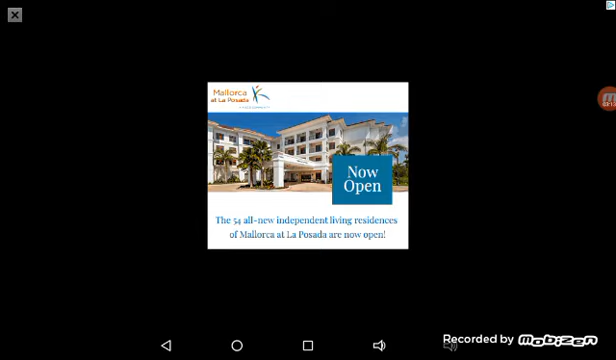 Mallorca
at La Posada
Now
Open
The 54 all-new independent living residences
of Mallorca at La Posada are now open!
Recorded by mobizen